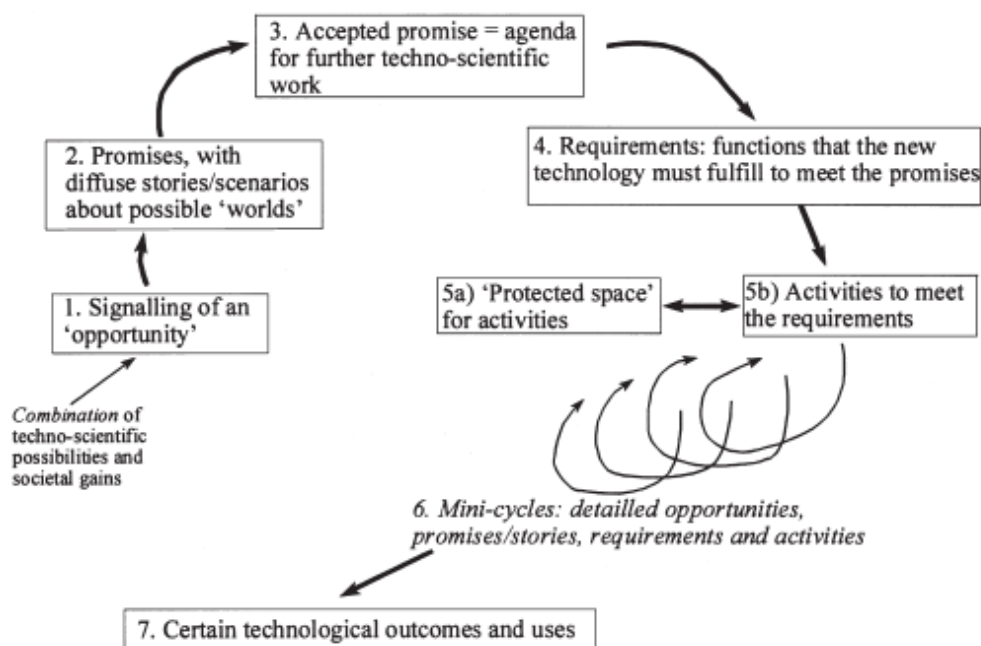 3. Accepted promise = agenda
for further techno-scientific
work
2. Promises, with
diffuse stories/scenarios
about possible ‘worlds’
4. Requirements: functions that the new
technology must fulfill to meet the promises
1. Signalling of an
‘opportunity’
5a) ‘Protected space’
for activities
5b) Activities to meet
the requirements
Combination of
techno-scientific
possibilities and
societal gains
6. Mini-cycles: detailled opportunities,
promises/stories, requirements and activities
7. Certain technological outcomes and uses